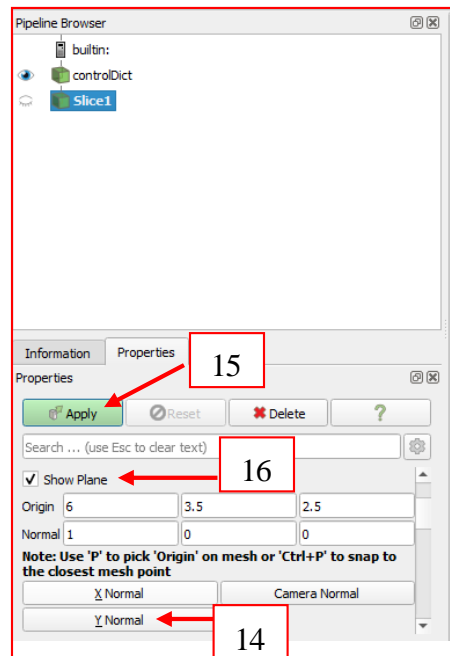 Pipeline Browser
builtin:
controlDict
Slice1
Information Properties
15
Properties
Apply Reset Delete ?
Search ... (use Esc to clear text)
16
Show Plane
Origin 6 3.5 2.5
Normal 1 0 0
Note: Use 'P' to pick 'Origin' on mesh or 'Ctrl+P' to snap to
the closest mesh point
X Normal Camera Normal
Y Normal
14